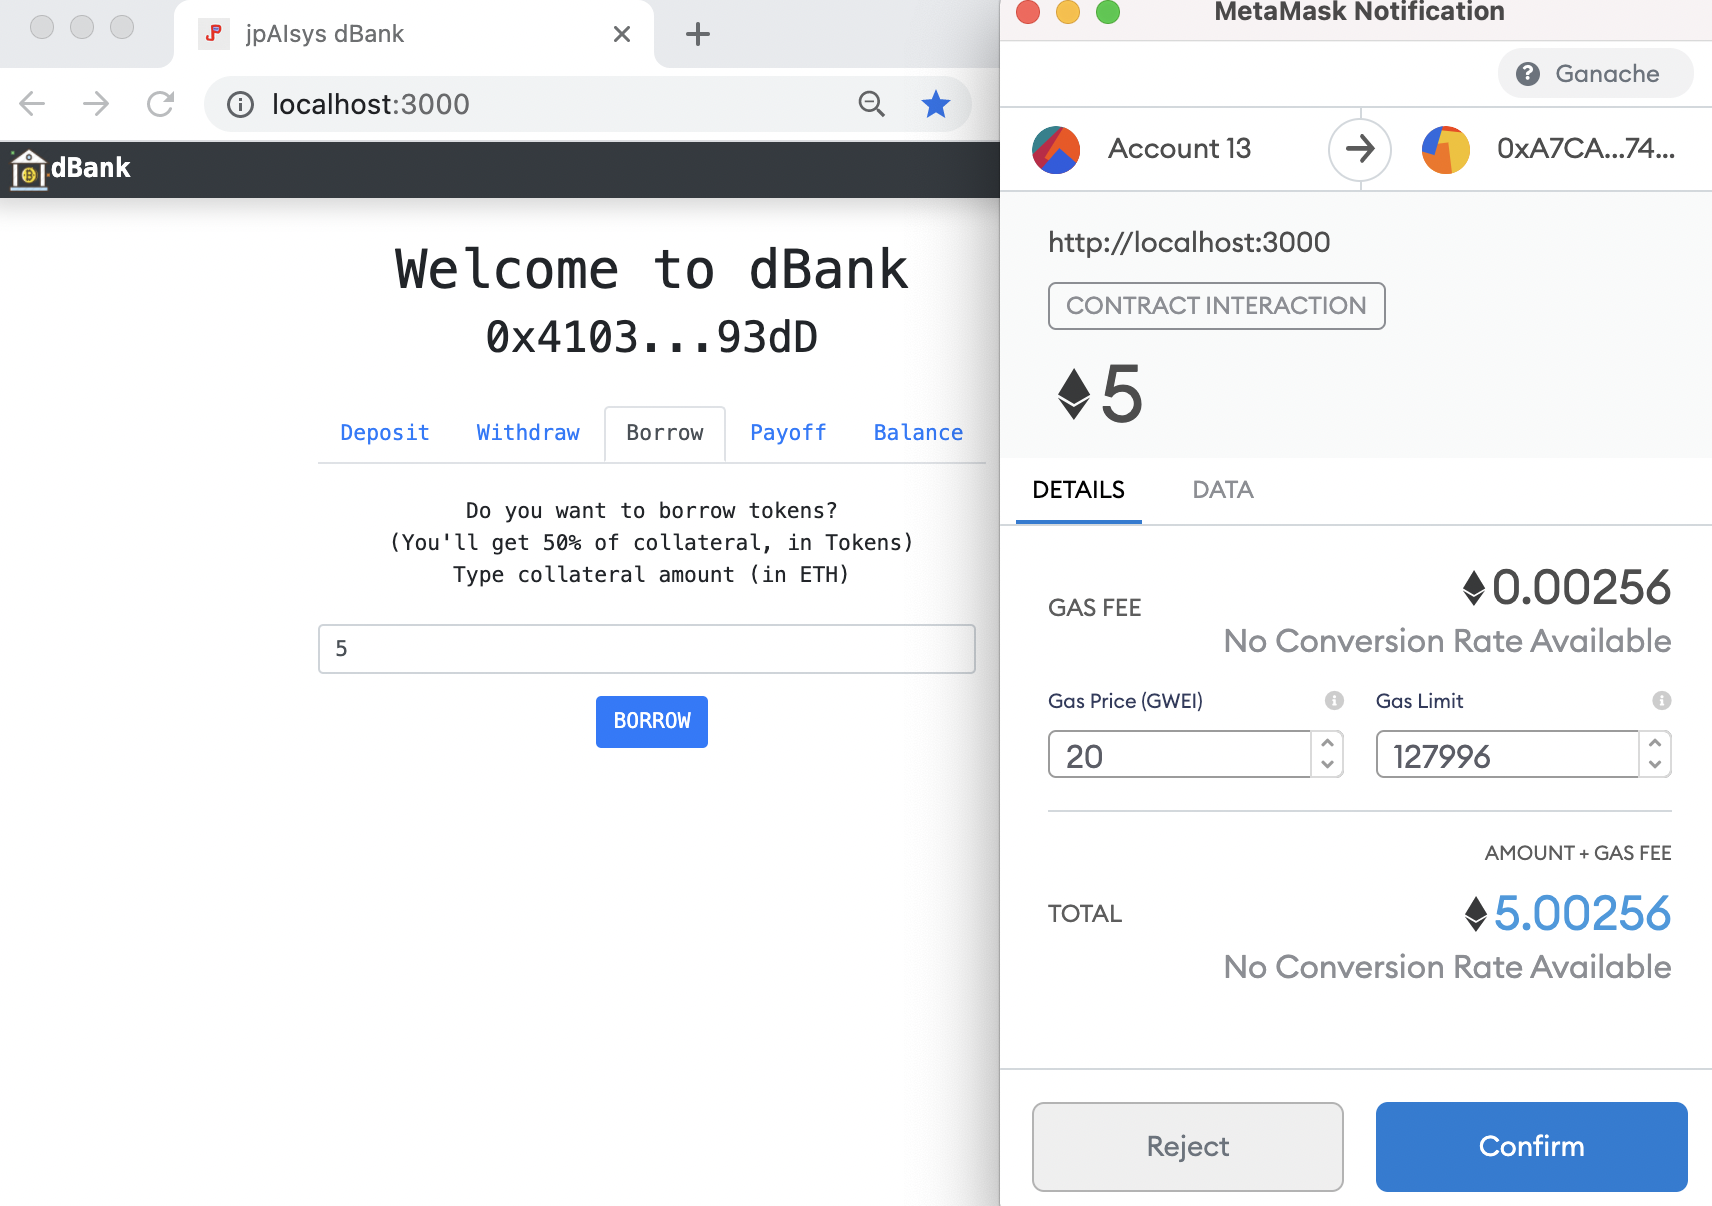 jpAIsys dBank
localhost:3000
dBank
Welcome to dBank
0x4103...93dD
Deposit Withdraw Borrow Payoff Balance
Do you want to borrow tokens?
(You'll get 50% of collateral, in Tokens)
Type collateral amount (in ETH)
5
BORROW
MetaMask Notification
Ganache
Account 13
0xA7CA...74...
http://localhost:3000
CONTRACT INTERACTION
5
DETAILS DATA
GAS FEE
0.00256
No Conversion Rate Available
Gas Price (GWEI) Gas Limit
20 127996
AMOUNT + GAS FEE
TOTAL
5.00256
No Conversion Rate Available
Reject Confirm